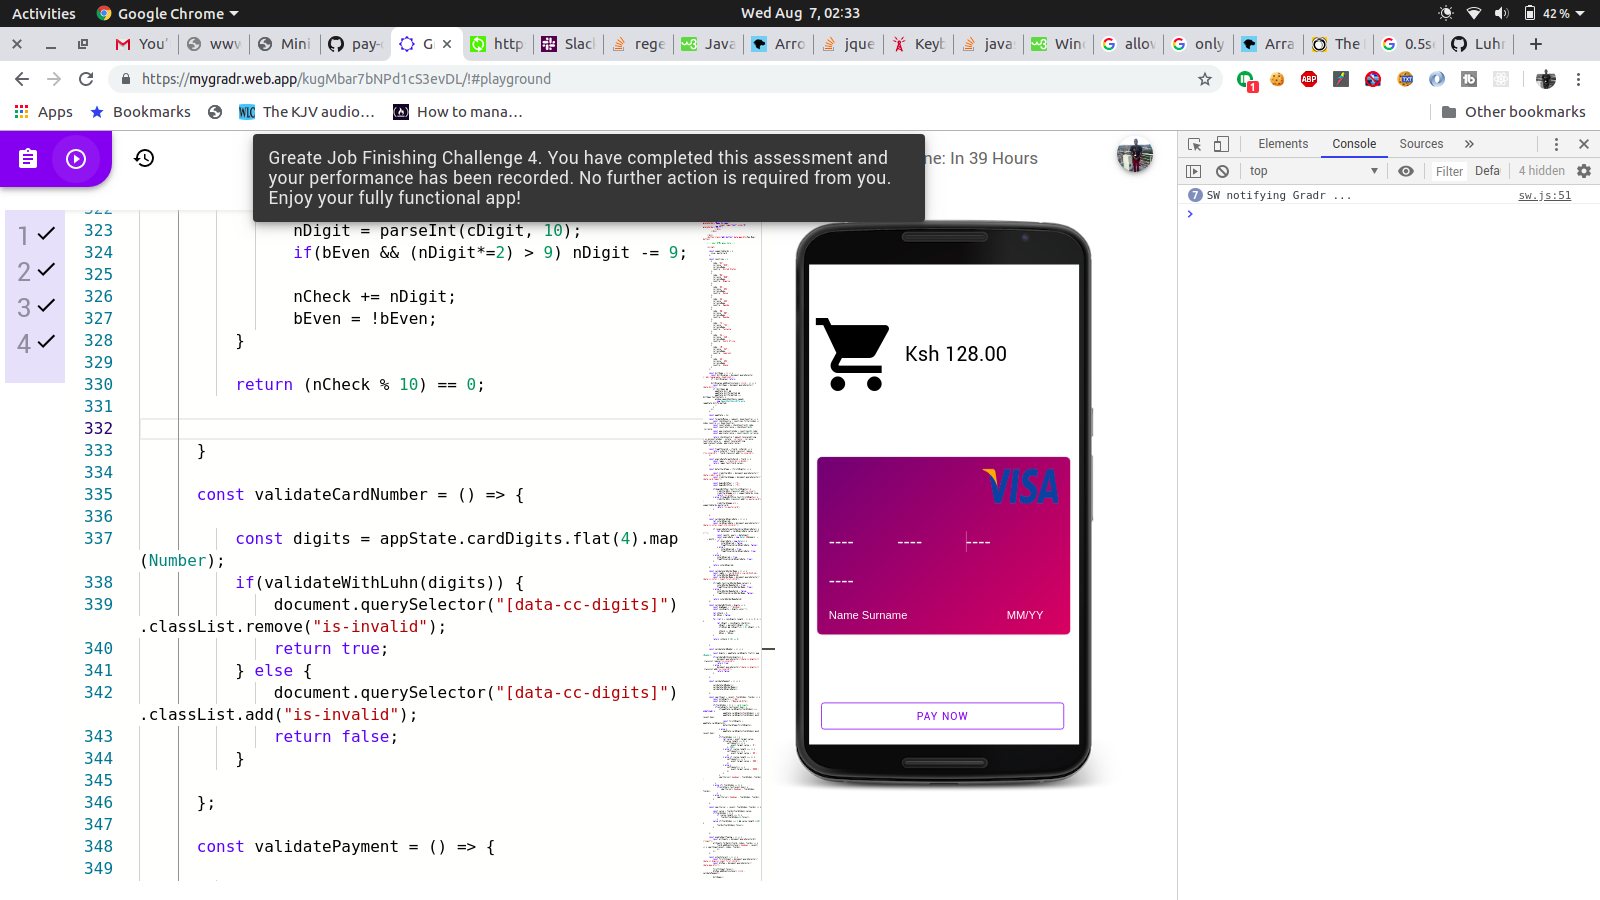 Activities
Google Chrome
Wed Aug 7, 02:33
42 %
You'
www
Mini
pay-
G
http
Slac
rege
Java
Arro
jque
Keyb
javas
Wind
allov
only
Arra
The
0.5s
Luhr
https://mygradr.web.app/kugMbar7bNPd1cS3evDL/!#playground
ABP
1
Apps
Bookmarks
WLC
The KJV audio…
How to mana…
Other bookmarks
Greate Job Finishing Challenge 4. You have completed this assessment and
your performance has been recorded. No further action is required from you.
Enjoy your fully functional app!
ne: In 39 Hours
Elements
Console
Sources
top
Filter
Defa
4 hidden
7
SW notifying Gradr ...
sw.js:51
1
2
3
4
322
323 nDigit = parseInt(cDigit, 10);
324 if(bEven && (nDigit*=2) > 9) nDigit -= 9;
325
326 nCheck += nDigit;
327 bEven = !bEven;
328 }
329
330 return (nCheck % 10) == 0;
331
332
333 }
334
335 const validateCardNumber = () => {
336
337 const digits = appState.cardDigits.flat(4).map
(Number);
338 if(validateWithLuhn(digits)) {
339 document.querySelector("[data-cc-digits]")
.classList.remove("is-invalid");
340 return true;
341 } else {
342 document.querySelector("[data-cc-digits]")
.classList.add("is-invalid");
343 return false;
344 }
345
346 };
347
348 const validatePayment = () => {
349
Ksh 128.00
VISA
---- ---- ----
----
Name Surname
MM/YY
PAY NOW